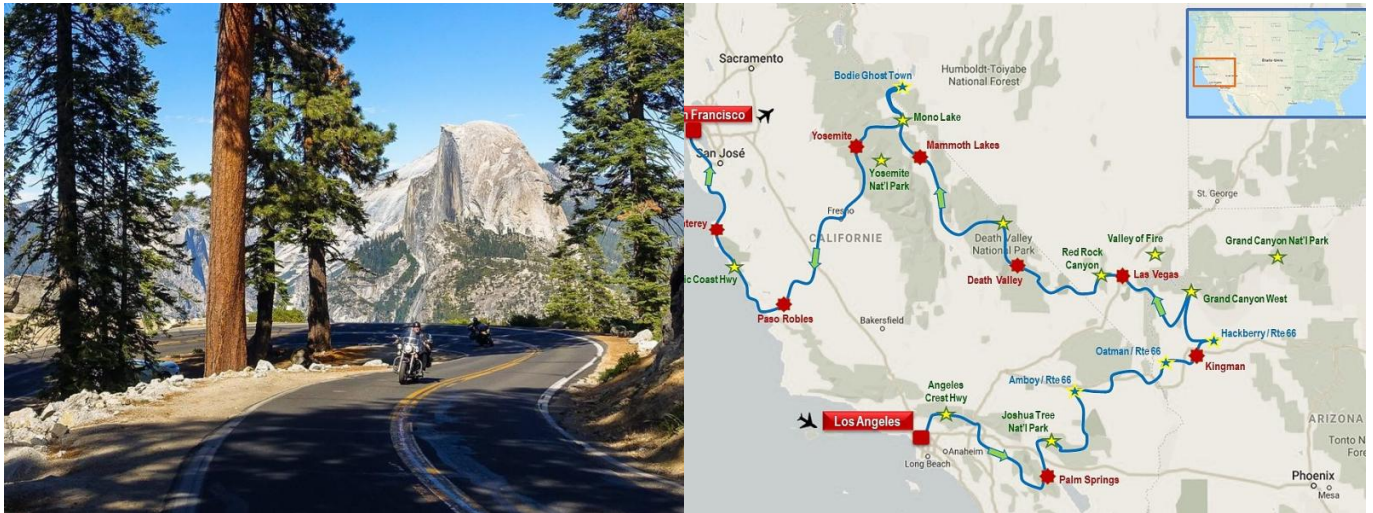 Sacramento
Bodie Ghost Town
Humboldt-Toiyabe
National Forest
n Francisco
Mono Lake
Yosemite
San José
Mammoth Lakes
Yosemite
Nat'l Park
St. George
Fresno
terey
CALIFORNIE
Death Valley
National Park
Red Rock
Canyon
Valley of Fire
Grand Canyon Nat'l Park
ic Coast Hwy
Death Valley
Las Vegas
Grand Canyon West
Paso Robles
Bakersfield
Hackberry / Rte 66
Oatman / Rte 66
Kingman
Amboy / Rte 66
Angeles
Crest Hwy
Los Angeles
Joshua Tree
Nat'l Park
ARIZONA
Tonto N
Fore
Anaheim
Long Beach
Palm Springs
Phoenix
Mesa